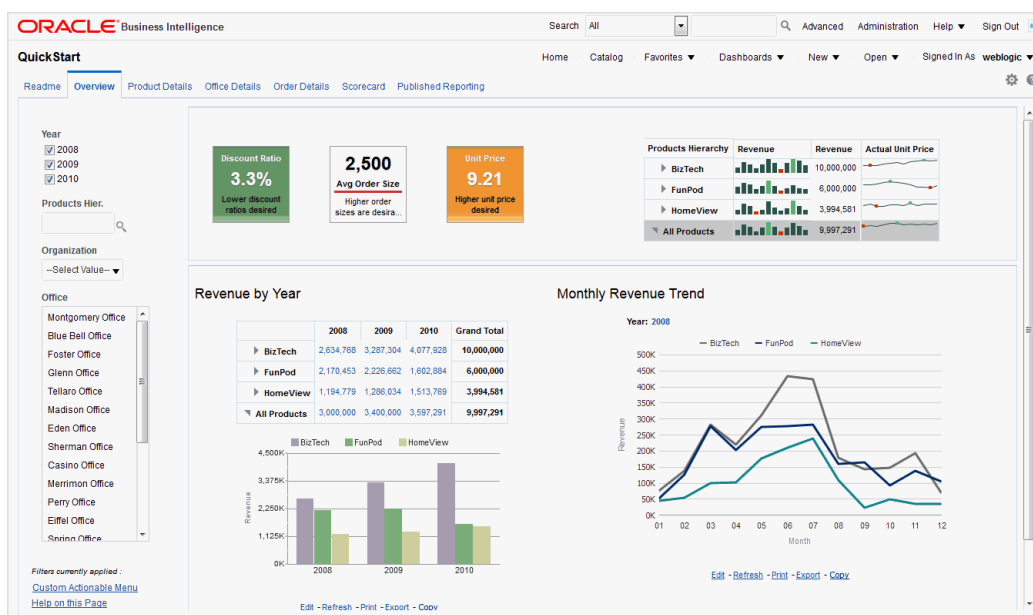 ORACLE Business Intelligence
Search All Advanced Administration Help Sign Out
QuickStart
Home Catalog Favorites Dashboards New Open Signed In As weblogic
Readme Overview Product Details Office Details Order Details Scorecard Published Reporting
Year
2008
2009
2010
Products Hier.
Organization
--Select Value--
Office
Montgomery Office
Blue Bell Office
Foster Office
Glenn Office
Tellaro Office
Madison Office
Eden Office
Sherman Office
Casino Office
Merrimon Office
Perry Office
Eiffel Office
Spring Office
Filters currently applied :
Custom Actionable Menu
Help on this Page
Discount Ratio
3.3%
Lower discount
ratios desired
2,500
Avg Order Size
Higher order
sizes are desira...
Unit Price
9.21
Higher unit price
desired
Products Hierarchy Revenue Revenue Actual Unit Price
BizTech 10,000,000
FunPod 6,000,000
HomeView 3,994,581
All Products 9,997,291
Revenue by Year
2008 2009 2010 Grand Total
BizTech 2,634,768 3,287,304 4,077,928 10,000,000
FunPod 2,170,453 2,226,662 1,602,884 6,000,000
HomeView 1,194,779 1,286,034 1,513,769 3,994,581
All Products 3,000,000 3,400,000 3,597,291 9,997,291
BizTech FunPod HomeView
4,500K
3,375K
2,250K
1,125K
0K
Revenue
2008 2009 2010
Edit - Refresh - Print - Export - Copy
Monthly Revenue Trend
Year: 2008
BizTech FunPod HomeView
500K
450K
400K
350K
300K
250K
200K
150K
100K
50K
0K
Revenue
01 02 03 04 05 06 07 08 09 10 11 12
Month
Edit - Refresh - Print - Export - Copy